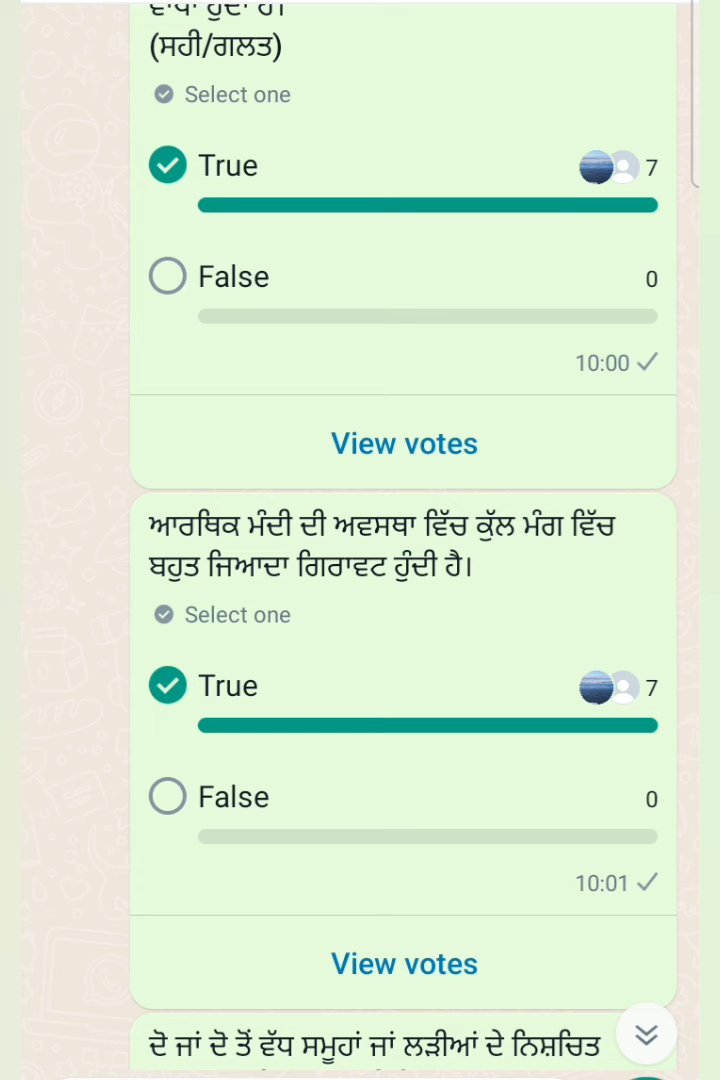 (ਸਹੀ/ਗਲਤ)
Select one
True 7
False 0
10:00
View votes
ਆਰਥਿਕ ਮੰਦੀ ਦੀ ਅਵਸਥਾ ਵਿੱਚ ਕੁੱਲ ਮੰਗ ਵਿੱਚ
ਬਹੁਤ ਜਿਆਦਾ ਗਿਰਾਵਟ ਹੁੰਦੀ ਹੈ।
Select one
True 7
False 0
10:01
View votes
ਦੋ ਜਾਂ ਦੋ ਤੋਂ ਵੱਧ ਸਮੂਹਾਂ ਜਾਂ ਲੜੀਆਂ ਦੇ ਨਿਸ਼ਚਿਤ